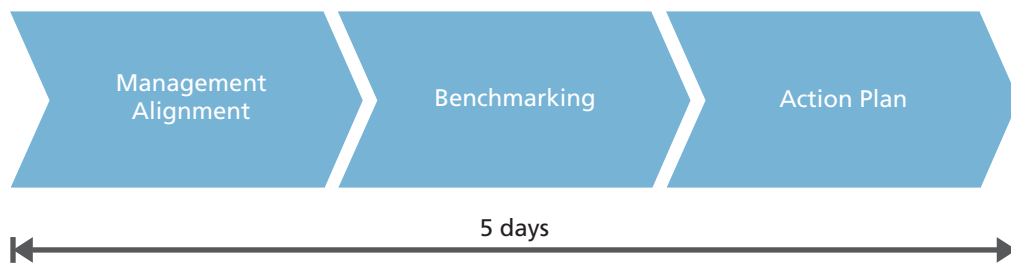 Management
Alignment
Benchmarking
Action Plan
5 days